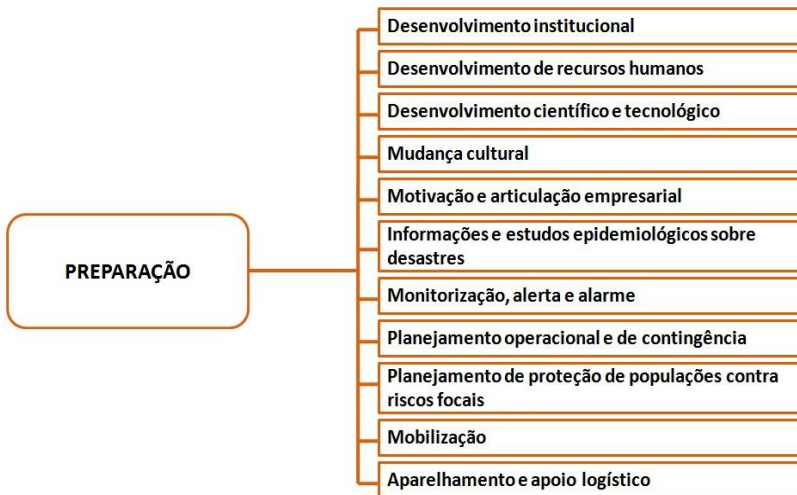 PREPARAÇÃO
Desenvolvimento institucional
Desenvolvimento de recursos humanos
Desenvolvimento científico e tecnológico
Mudança cultural
Motivação e articulação empresarial
Informações e estudos epidemiológicos sobre
desastres
Monitorização, alerta e alarme
Planejamento operacional e de contingência
Planejamento de proteção de populações contra
riscos focais
Mobilização
Aparelhamento e apoio logístico